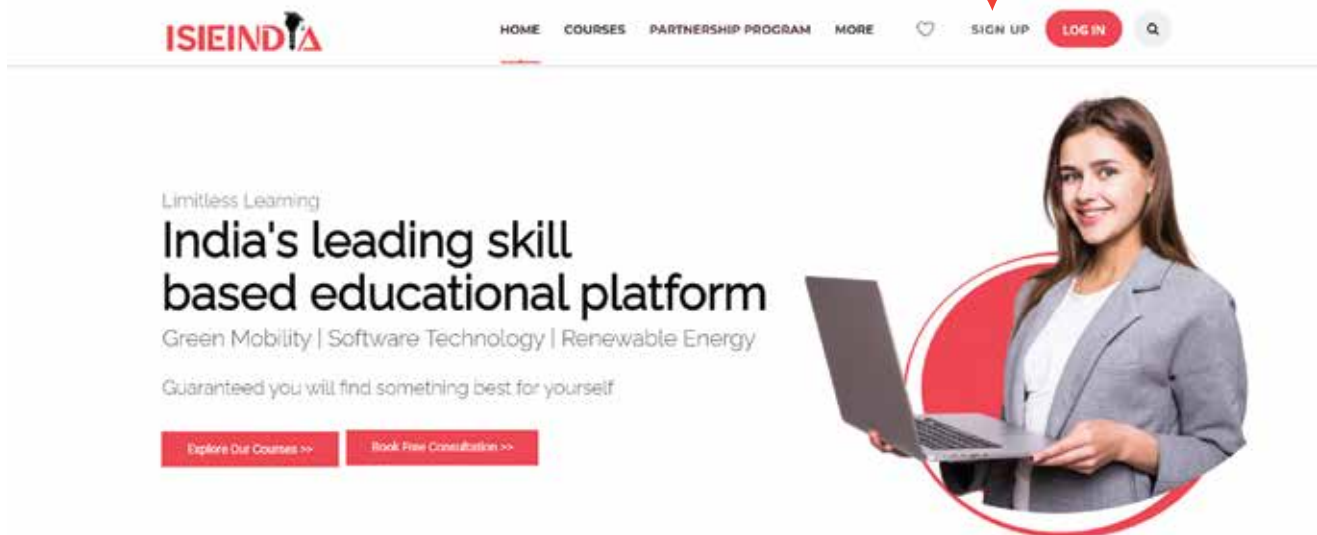 ISIEINDIA
HOME COURSES PARTNERSHIP PROGRAM MORE SIGN UP LOG IN
Limitless Learning
India's leading skill
based educational platform
Green Mobility | Software Technology | Renewable Energy
Guaranteed you will find something best for yourself
Explore Our Courses >> Book Free Consultation >>